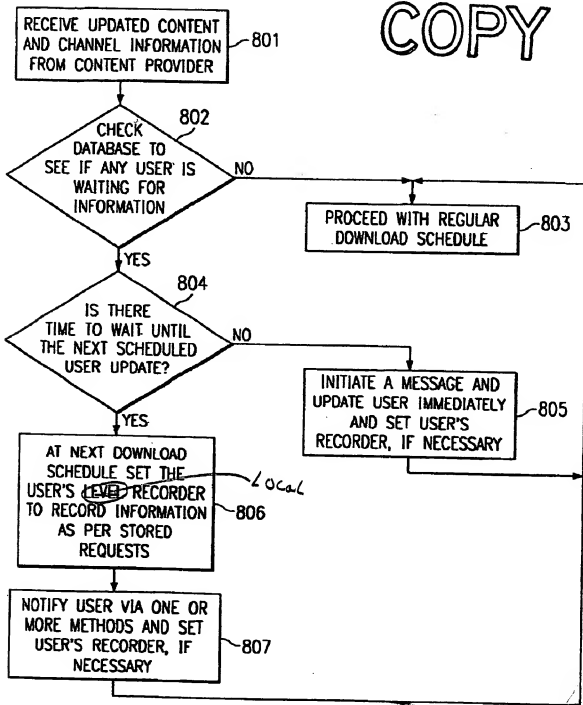 COPY
RECEIVE UPDATED CONTENT
AND CHANNEL INFORMATION
FROM CONTENT PROVIDER
801
802
CHECK
DATABASE TO
SEE IF ANY USER IS
WAITING FOR
INFORMATION
NO
PROCEED WITH REGULAR
DOWNLOAD SCHEDULE
803
YES
804
IS THERE
TIME TO WAIT UNTIL
THE NEXT SCHEDULED
USER UPDATE?
NO
INITIATE A MESSAGE AND
UPDATE USER IMMEDIATELY
AND SET USER'S
RECORDER, IF NECESSARY
805
YES
AT NEXT DOWNLOAD
SCHEDULE SET THE
USER'S LEVEL RECORDER
TO RECORD INFORMATION
AS PER STORED
REQUESTS
LOCAL
806
NOTIFY USER VIA ONE OR
MORE METHODS AND SET
USER'S RECORDER, IF
NECESSARY
807